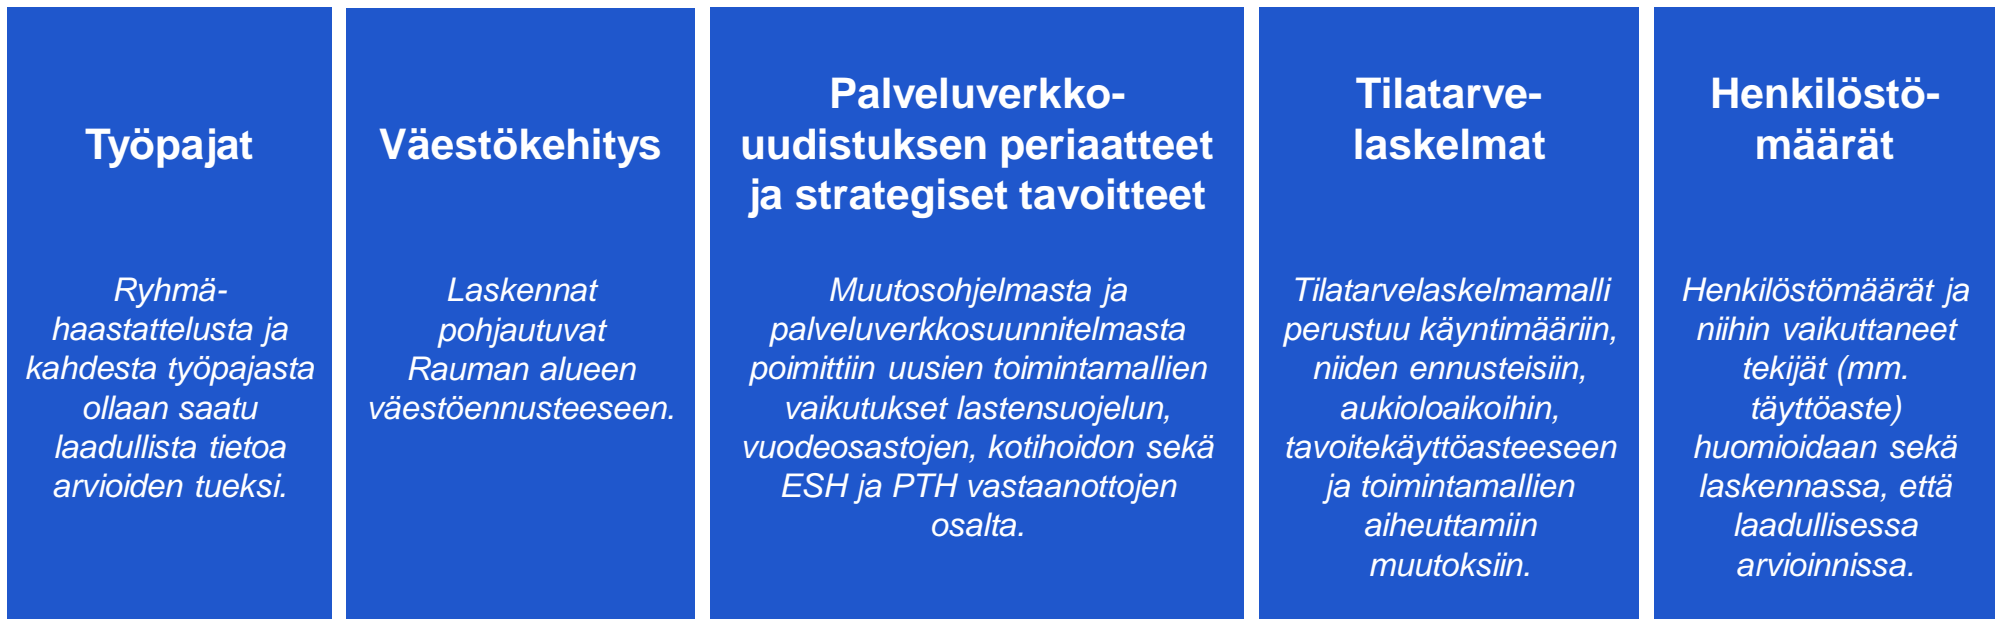 Työpajat
Ryhmä-
haastattelusta ja
kahdesta työpajasta
ollaan saatu
laadullista tietoa
arvioiden tueksi.
Väestökehitys
Laskennat
pohjautuvat
Rauman alueen
väestöennusteeseen.
Palveluverkko-
uudistuksen periaatteet
ja strategiset tavoitteet
Muutosohjelmasta ja
palveluverkkosuunnitelmasta
poimittiin uusien toimintamallien
vaikutukset lastensuojelun,
vuodeosastojen, kotihoidon sekä
ESH ja PTH vastaanottojen
osalta.
Tilatarve-
laskelmat
Tilatarvelaskelmamalli
perustuu käyntimääriin,
niiden ennusteisiin,
aukioloaikoihin,
tavoitekäyttöasteeseen
ja toimintamallien
aiheuttamiin
muutoksiin.
Henkilöstö-
määrät
Henkilöstömäärät ja
niihin vaikuttaneet
tekijät (mm.
täyttöaste)
huomioidaan sekä
laskennassa, että
laadullisessa
arvioinnissa.